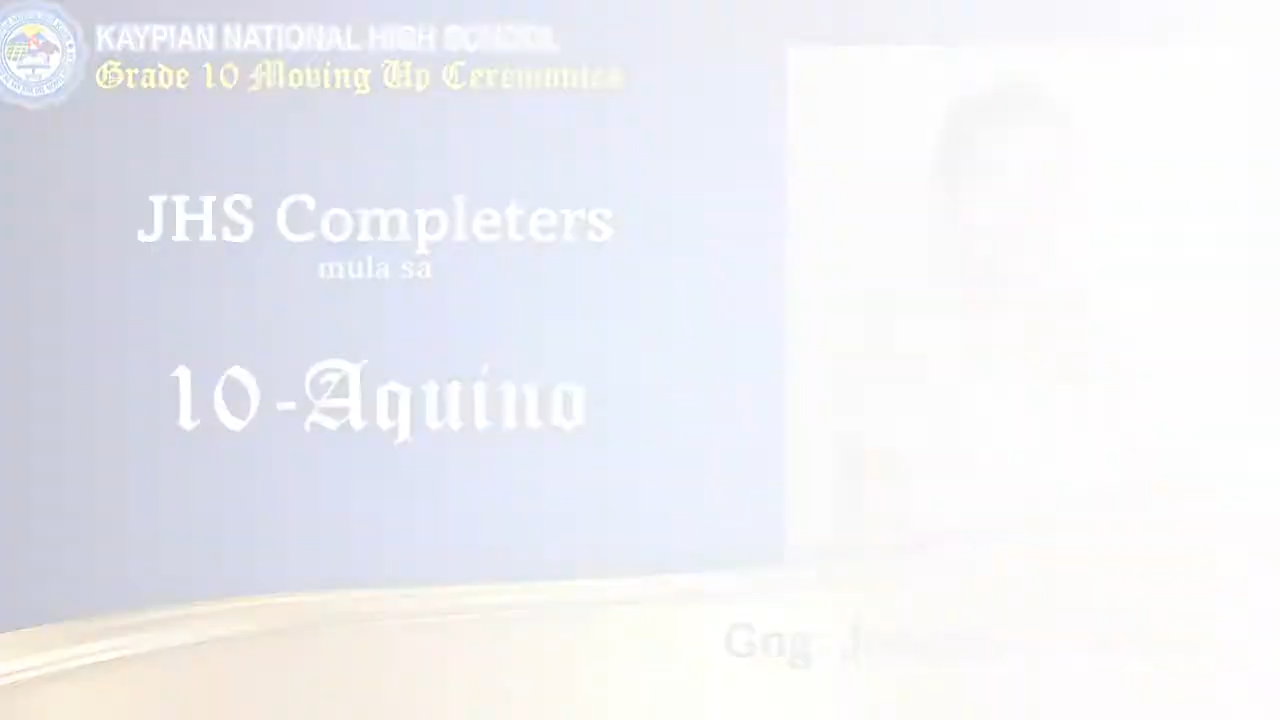 KAYPIAN NATIONAL HIGH SCHOOL
Grade 10 Moving Up Ceremonies
JHS Completers
mula sa
10-Aquino
Gng